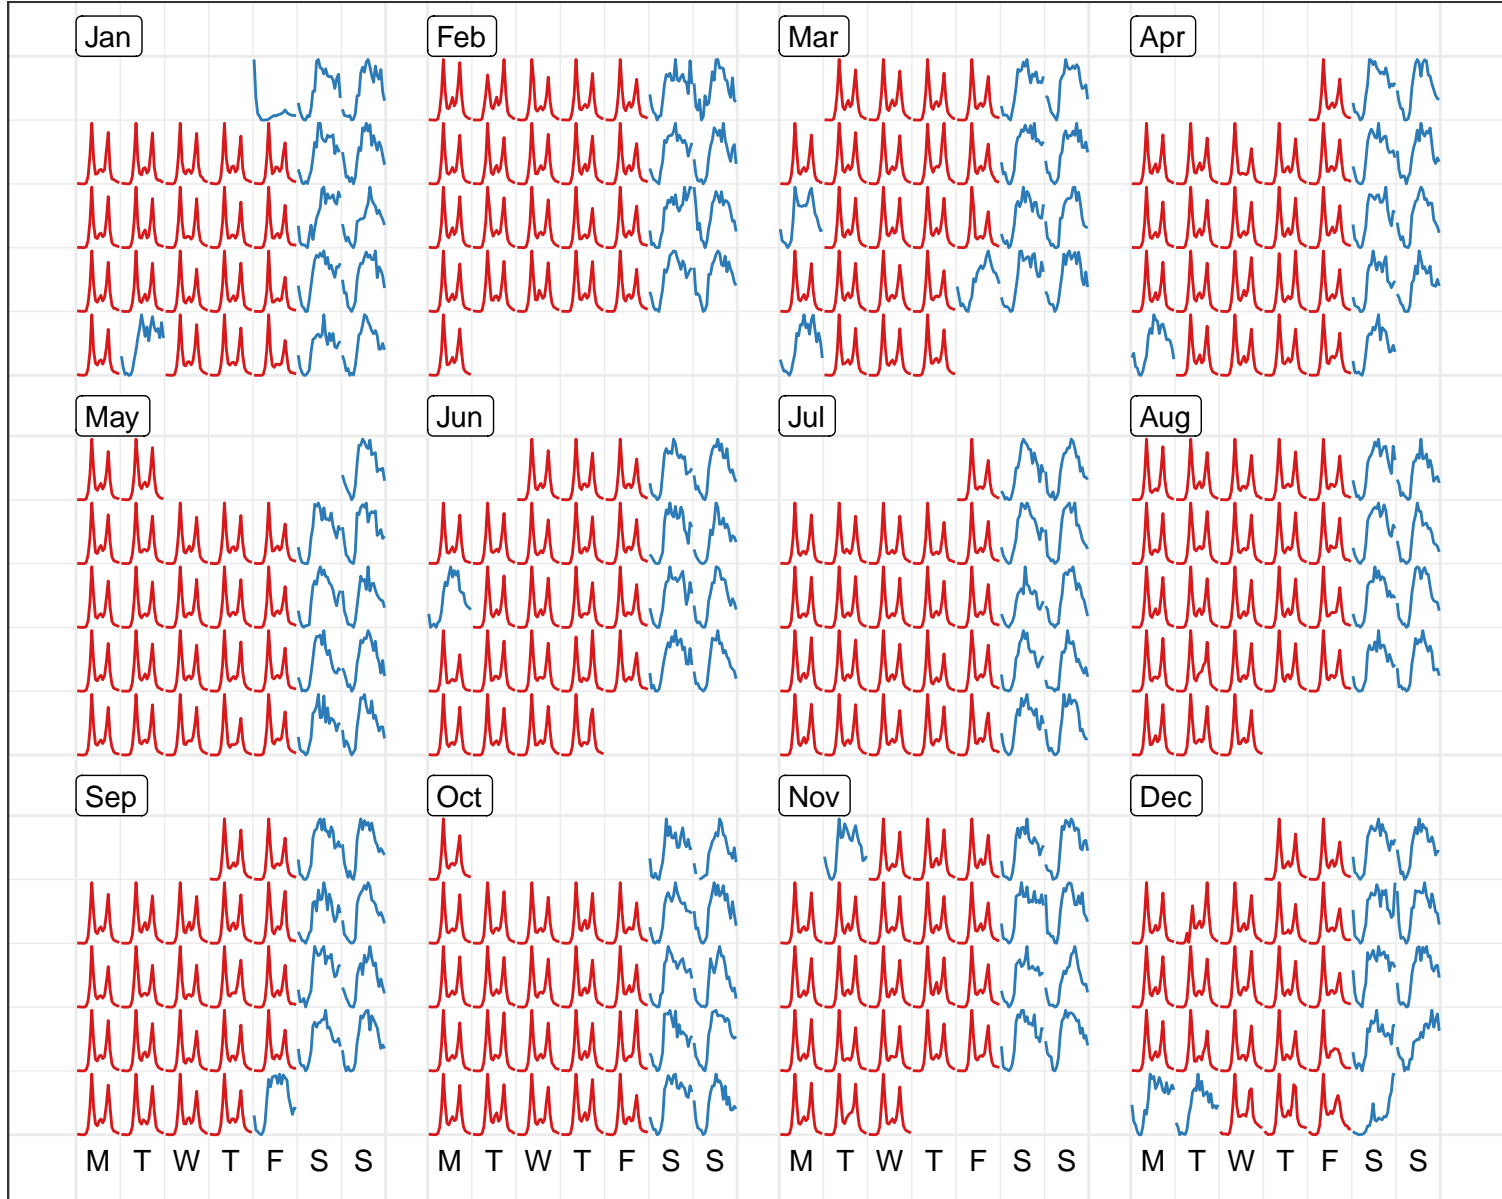 Jan Feb Mar Apr
May Jun Jul Aug
Sep Oct Nov Dec
M T W T F S S M T W T F S S M T W T F S S M T W T F S S